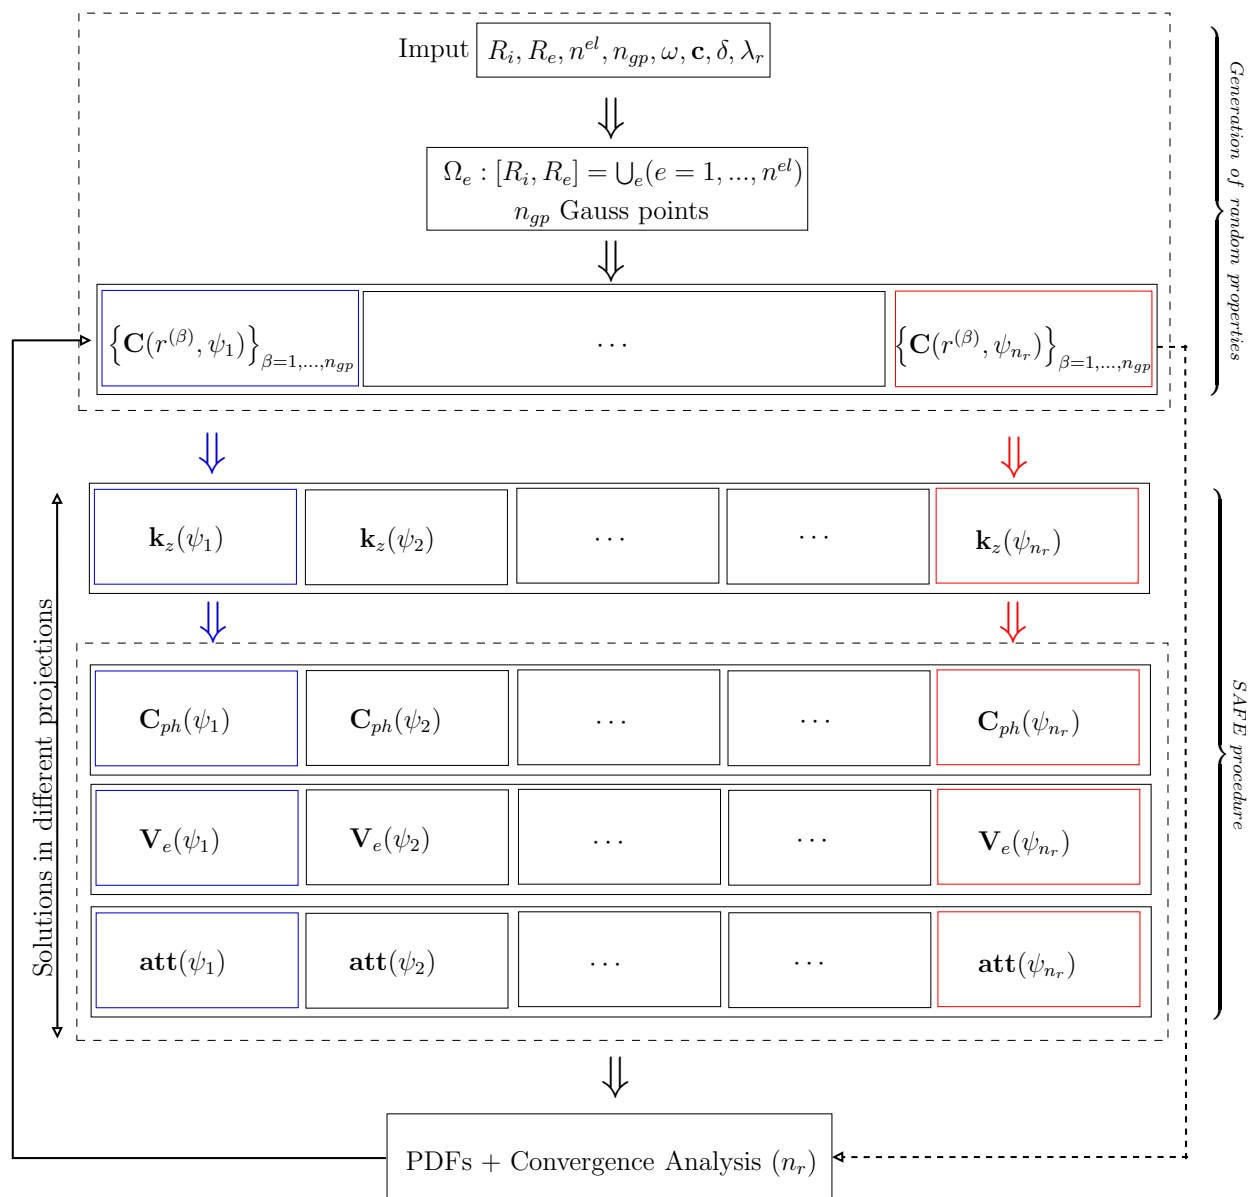 Imput R_i, R_e, n^{el}, n_{gp}, ω, c, δ, λ_r
Ω_e : [R_i, R_e] = ⋃_e(e = 1, ..., n^{el})
n_{gp} Gauss points
{C(r^{(β)}, ψ_1)}_{β=1,...,n_{gp}} ··· {C(r^{(β)}, ψ_{n_r})}_{β=1,...,n_{gp}}
Generation of random properties
k_z(ψ_1) k_z(ψ_2) ··· ··· k_z(ψ_{n_r})
C_{ph}(ψ_1) C_{ph}(ψ_2) ··· ··· C_{ph}(ψ_{n_r})
V_e(ψ_1) V_e(ψ_2) ··· ··· V_e(ψ_{n_r})
att(ψ_1) att(ψ_2) ··· ··· att(ψ_{n_r})
Solutions in different projections
SAFE procedure
PDFs + Convergence Analysis (n_r)